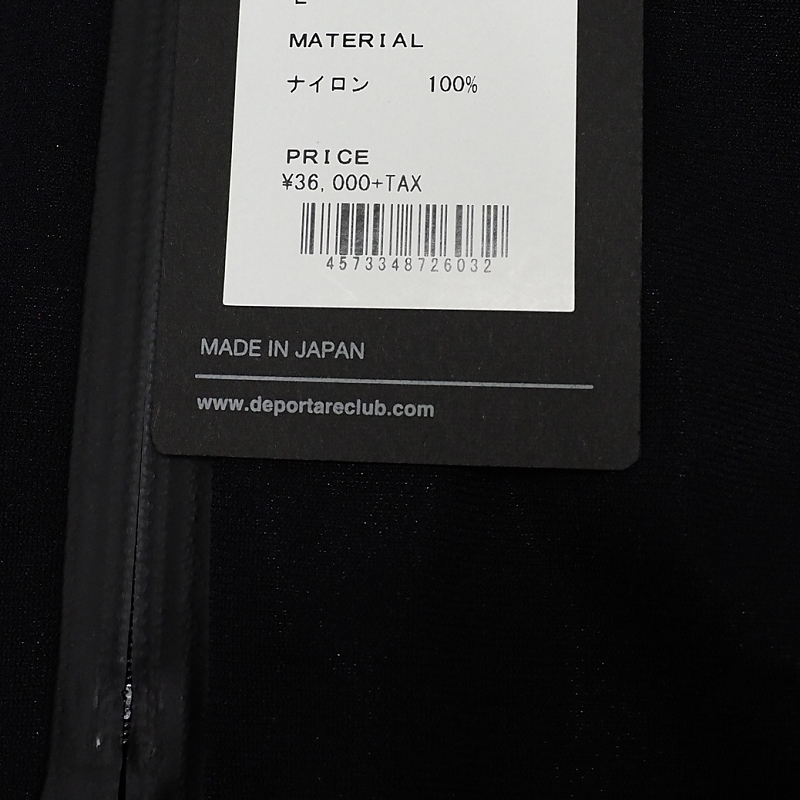 L
MATERIAL
ナイロン 100%
PRICE
¥36,000+TAX
4573348726032
MADE IN JAPAN
www.deportareclub.com